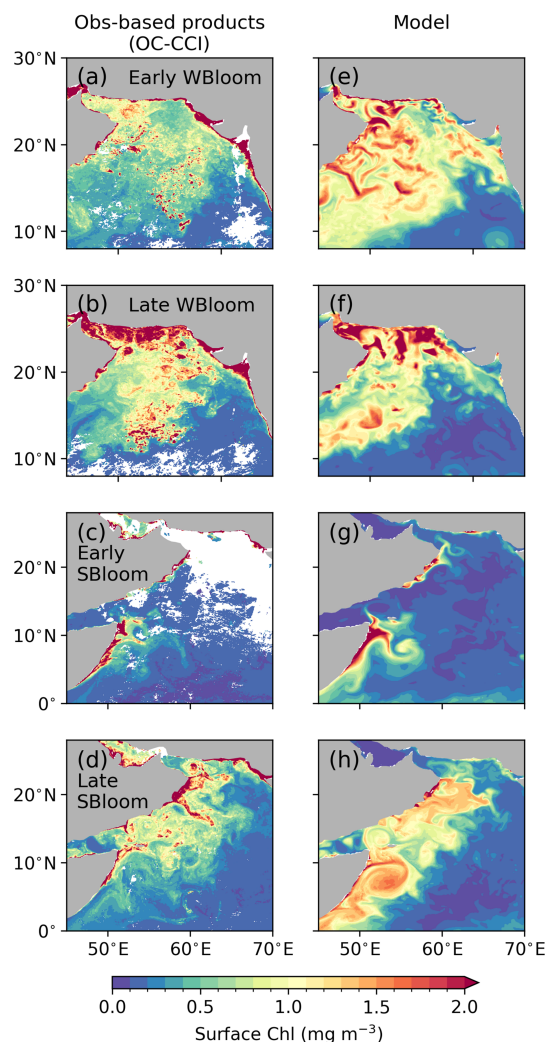 Obs-based products
(OC-CCI)
Model
30°N
20°N
10°N
(a) Early WBloom
(e)
30°N
20°N
10°N
(b) Late WBloom
(f)
20°N
10°N
0°
(c)
Early
SBloom
(g)
20°N
10°N
0°
(d)
Late
SBloom
(h)
50°E 60°E 70°E
50°E 60°E 70°E
0.0 0.5 1.0 1.5 2.0
Surface Chl (mg m⁻³)